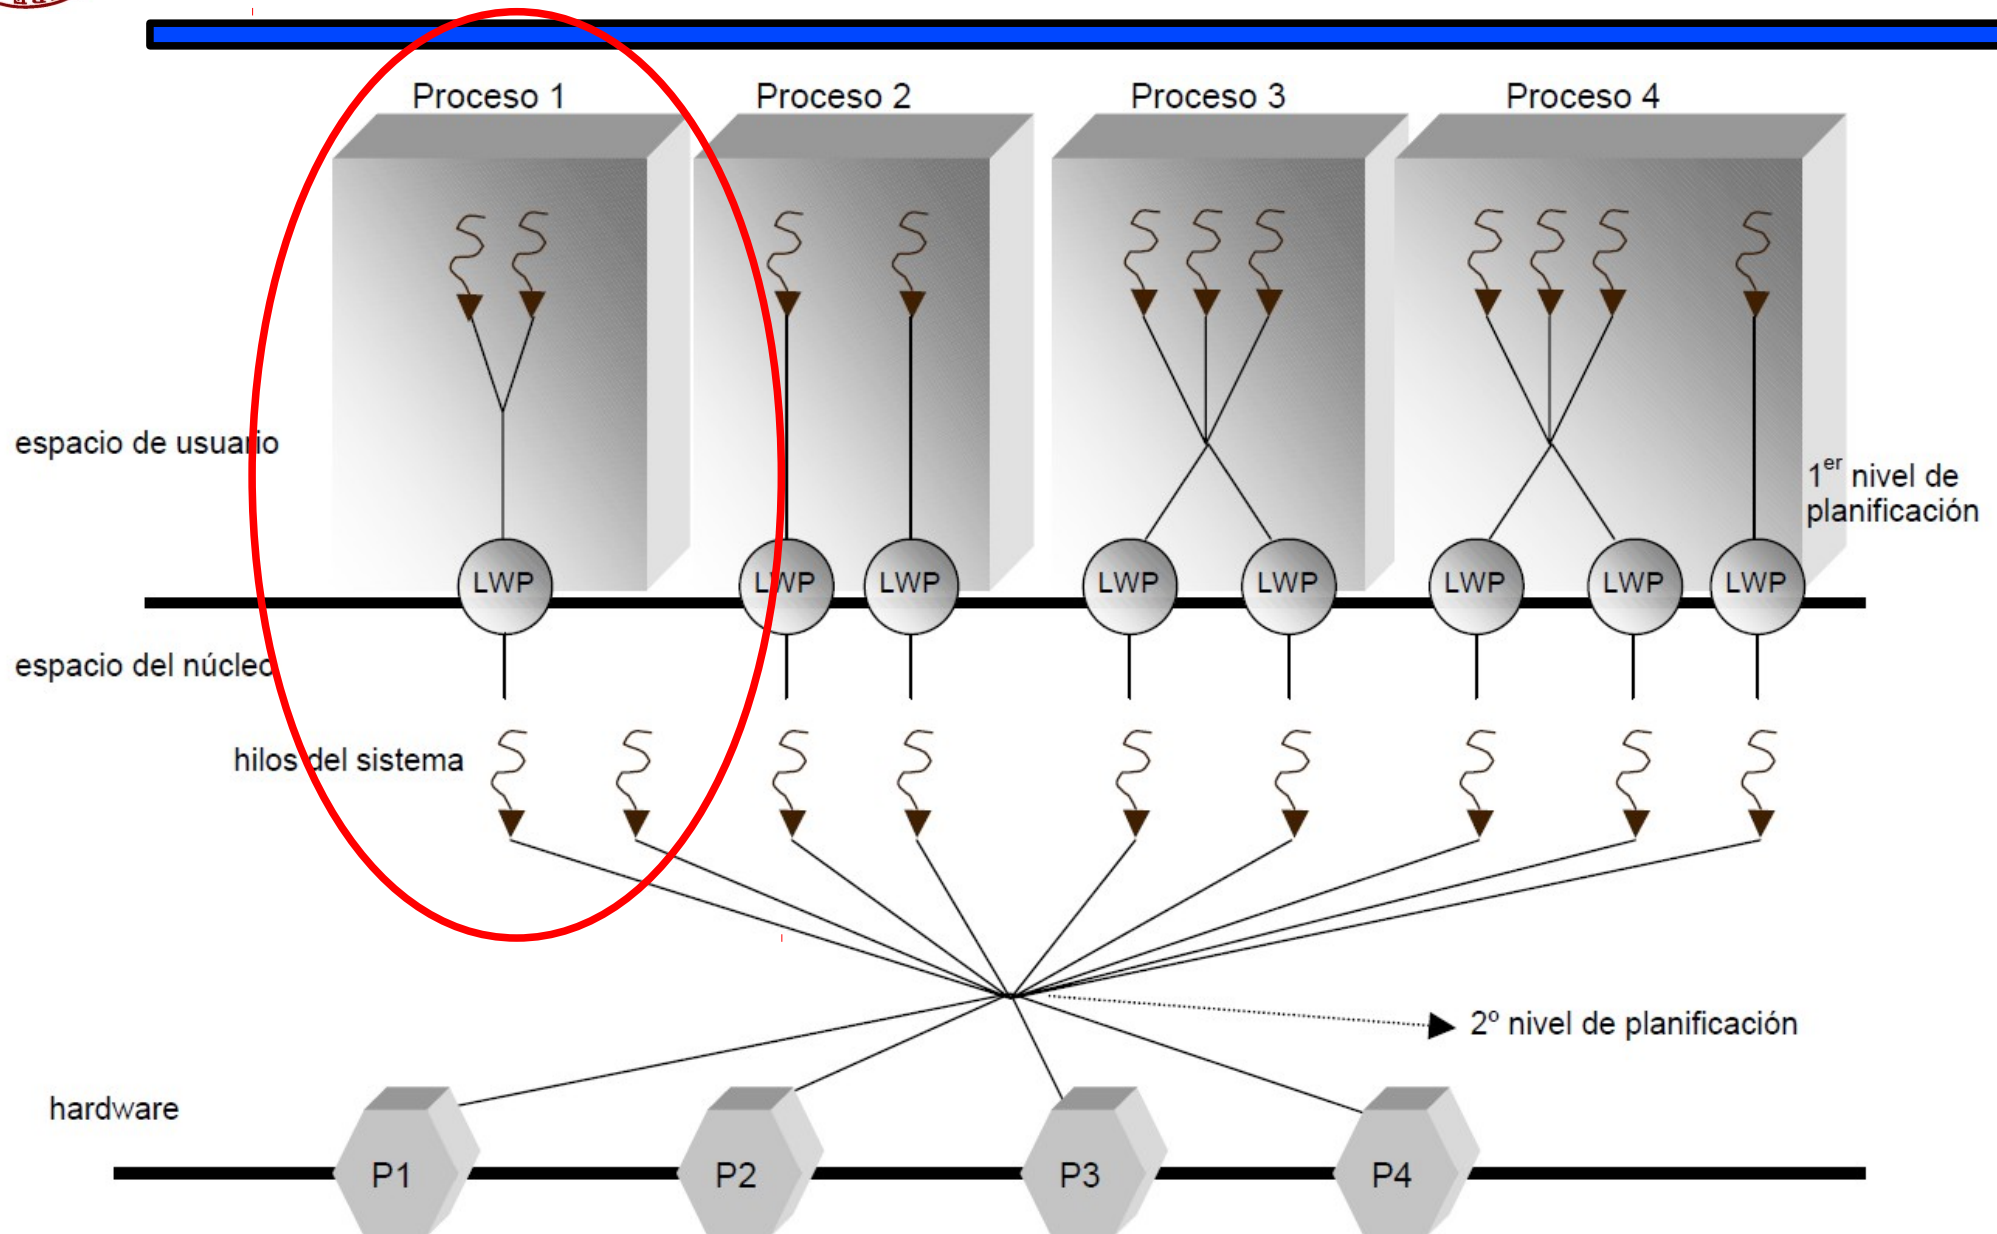 Proceso 1
Proceso 2
Proceso 3
Proceso 4
espacio de usuario
1er nivel de
planificación
LWP
LWP
LWP
LWP
LWP
LWP
LWP
LWP
espacio del núcleo
hilos del sistema
2º nivel de planificación
hardware
P1
P2
P3
P4